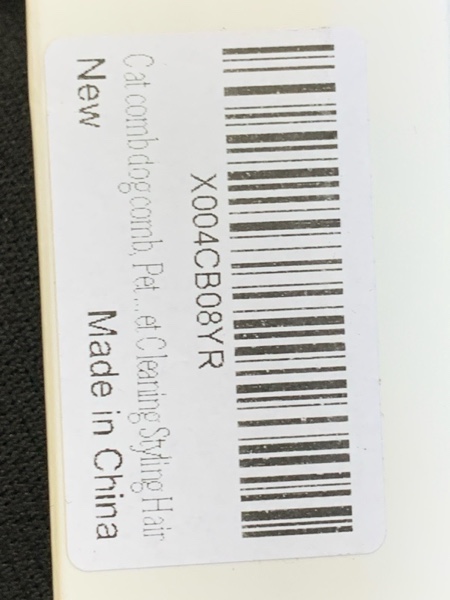 X004CB08YR
Cat comb dog comb, Pet ... et Cleaning Styling Hair
New
Made in China